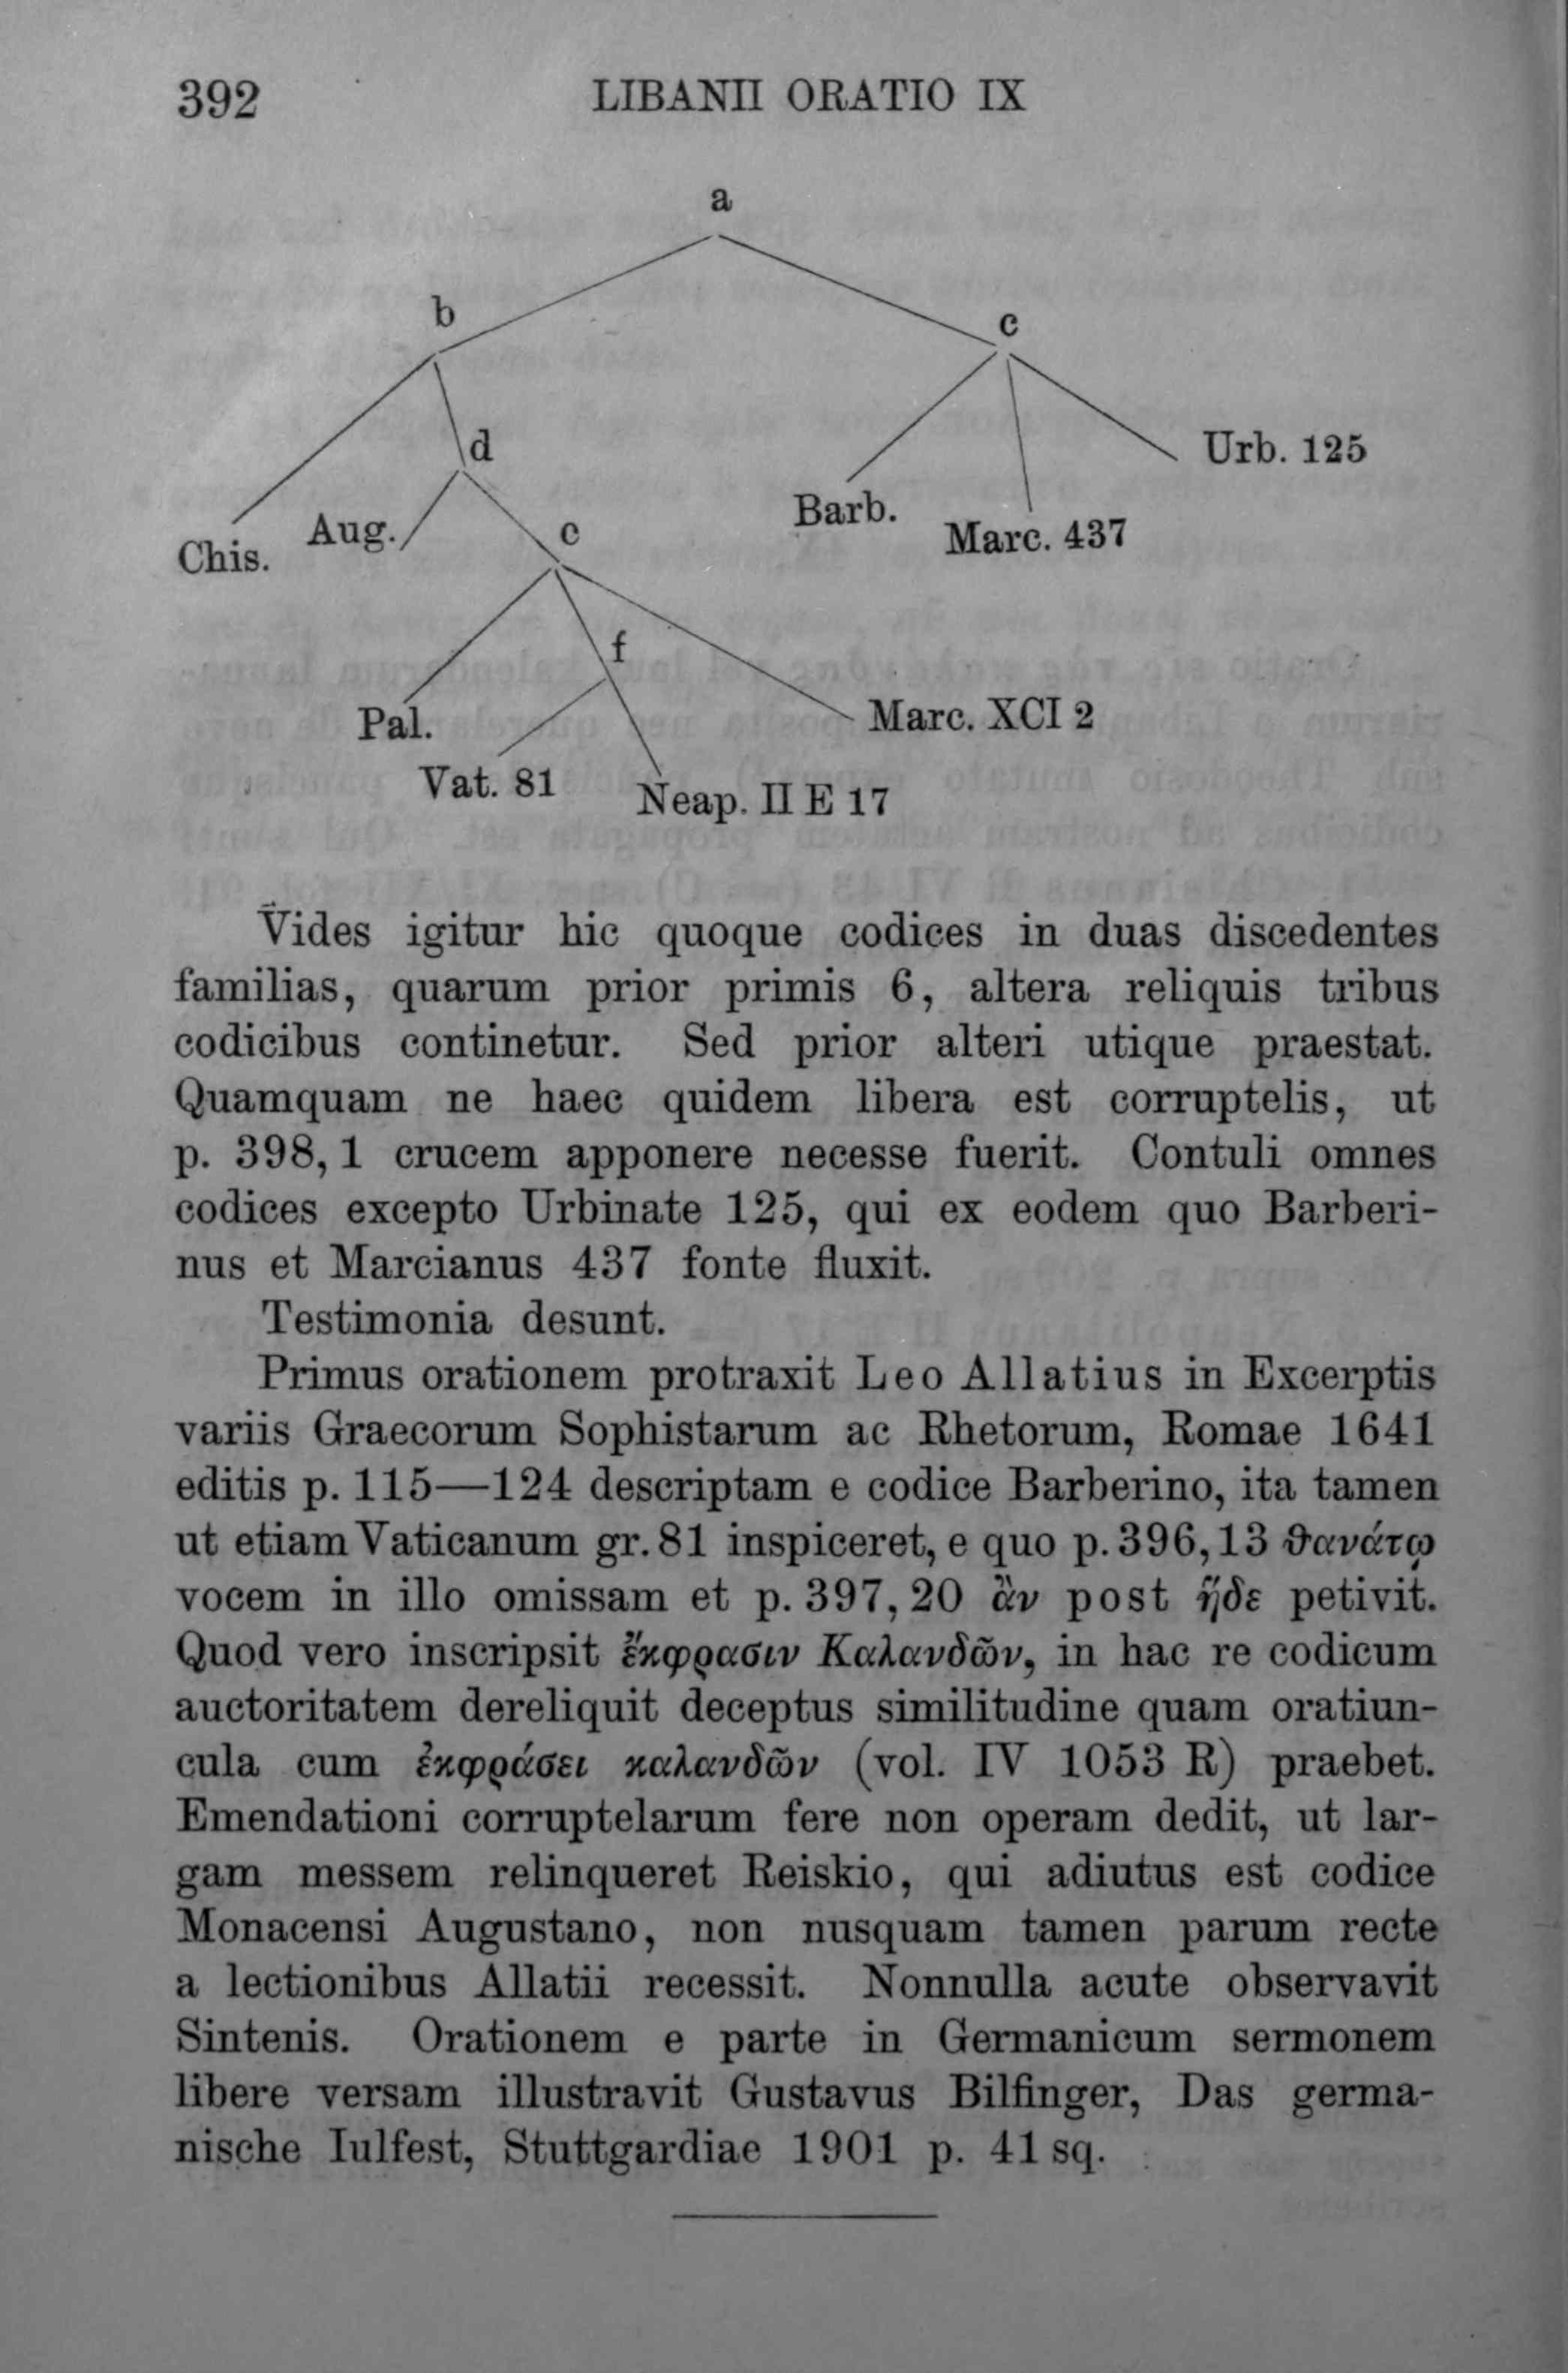 392 LIBANII ORATIO IX
a
b
c
d
Urb. 125
Barb.
Marc. 437
Aug.
c
Chis.
f
Pal.
Marc. XCI 2
Vat. 81
Neap. II E 17
Vides igitur hic quoque codices in duas discedentes
familias, quarum prior primis 6, altera reliquis tribus
codicibus continetur. Sed prior alteri utique praestat.
Quamquam ne haec quidem libera est corruptelis, ut
p. 398, 1 crucem apponere necesse fuerit. Contuli omnes
codices excepto Urbinate 125, qui ex eodem quo Barberi-
nus et Marcianus 437 fonte fluxit.
Testimonia desunt.
Primus orationem protraxit Leo Allatius in Excerptis
variis Graecorum Sophistarum ac Rhetorum, Romae 1641
editis p. 115—124 descriptam e codice Barberino, ita tamen
ut etiam Vaticanum gr. 81 inspiceret, e quo p. 396, 13 θανάτῳ
vocem in illo omissam et p. 397, 20 ἂν post ἥδε petivit.
Quod vero inscripsit ἔκφρασιν Καλανδῶν, in hac re codicum
auctoritatem dereliquit deceptus similitudine quam oratiun-
cula cum ἐκφράσει καλανδῶν (vol. IV 1053 R) praebet.
Emendationi corruptelarum fere non operam dedit, ut lar-
gam messem relinqueret Reiskio, qui adiutus est codice
Monacensi Augustano, non nusquam tamen parum recte
a lectionibus Allatii recessit. Nonnulla acute observavit
Sintenis. Orationem e parte in Germanicum sermonem
libere versam illustravit Gustavus Bilfinger, Das germa-
nische Iulfest, Stuttgardiae 1901 p. 41 sq.